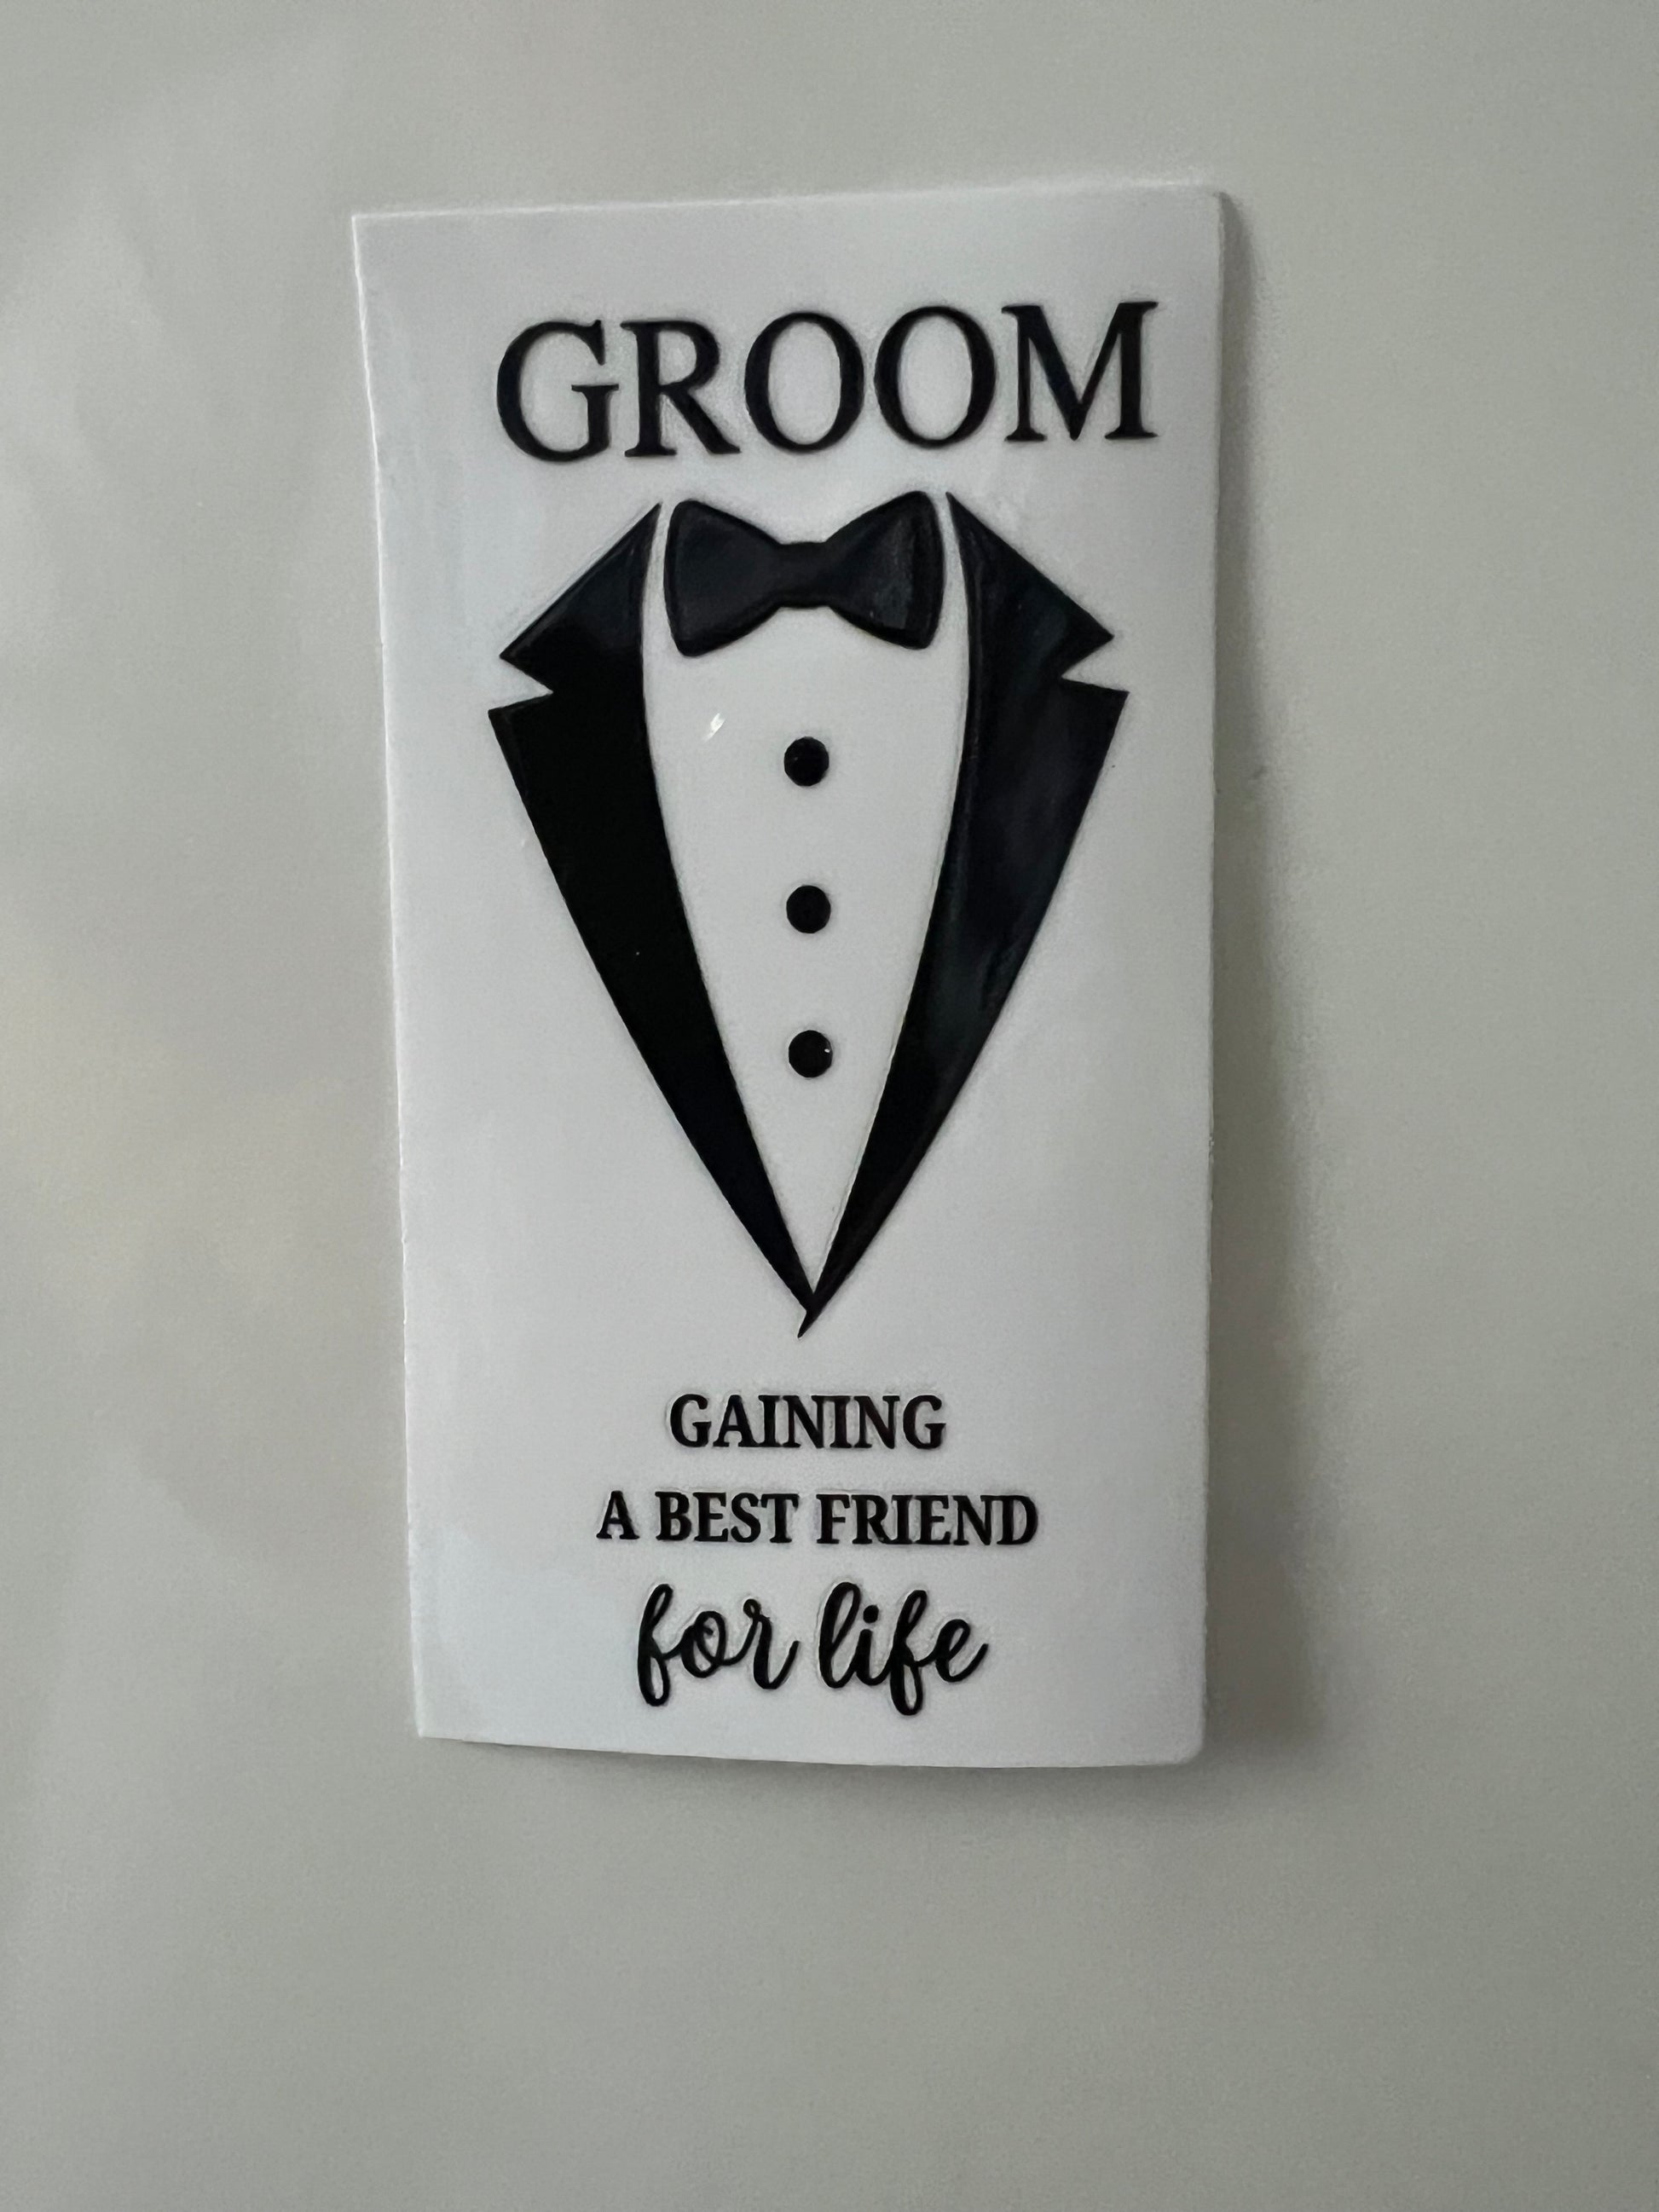 GROOM
GAINING
A BEST FRIEND
for life